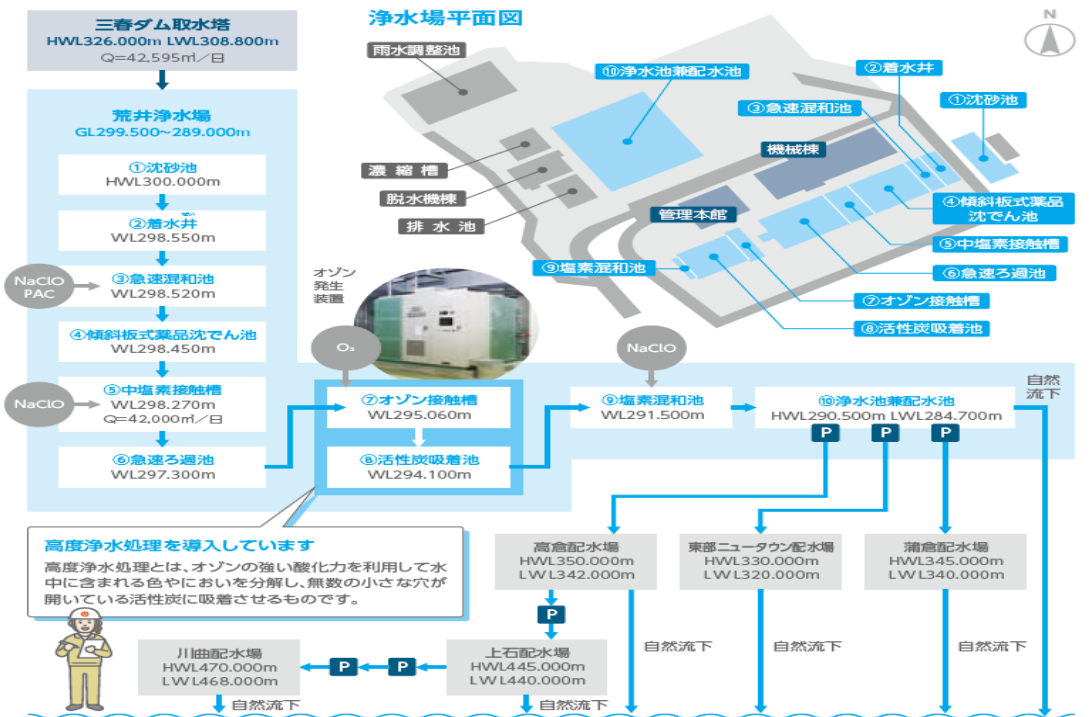 三春ダム取水塔
HWL326.000m LWL308.800m
Q=42,595㎥/日
荒井浄水場
GL299.500~289.000m
①沈砂池
HWL300.000m
②着水井
WL298.550m
NaClO
PAC
③急速混和池
WL298.520m
④傾斜板式薬品沈でん池
WL298.450m
NaClO
⑤中塩素接触槽
WL298.270m
Q=42,000㎥/日
⑥急速ろ過池
WL297.300m
浄水場平面図
N
雨水調整池
⑩浄水池兼配水池
②着水井
①沈砂池
③急速混和池
機械棟
濃縮槽
脱水機棟
排水池
管理本館
④傾斜板式薬品
沈でん池
⑤中塩素接触槽
⑨塩素混和池
⑥急速ろ過池
⑦オゾン接触槽
⑧活性炭吸着池
オゾン
発生
装置
O₃
NaClO
⑦オゾン接触槽
WL295.060m
⑧活性炭吸着池
WL294.100m
⑨塩素混和池
WL291.500m
⑩浄水池兼配水池
HWL290.500m LWL284.700m
自然
流下
P
P
P
高度浄水処理を導入しています
高度浄水処理とは、オゾンの強い酸化力を利用して水
中に含まれる色やにおいを分解し、無数の小さな穴が
開いている活性炭に吸着させるものです。
高倉配水場
HWL350.000m
LWL342.000m
東部ニュータウン配水場
HWL330.000m
LWL320.000m
蒲倉配水場
HWL345.000m
LWL340.000m
P
川曲配水場
HWL470.000m
LWL468.000m
P
P
上石配水場
HWL445.000m
LWL440.000m
自然流下
自然流下
自然流下
自然流下
自然流下